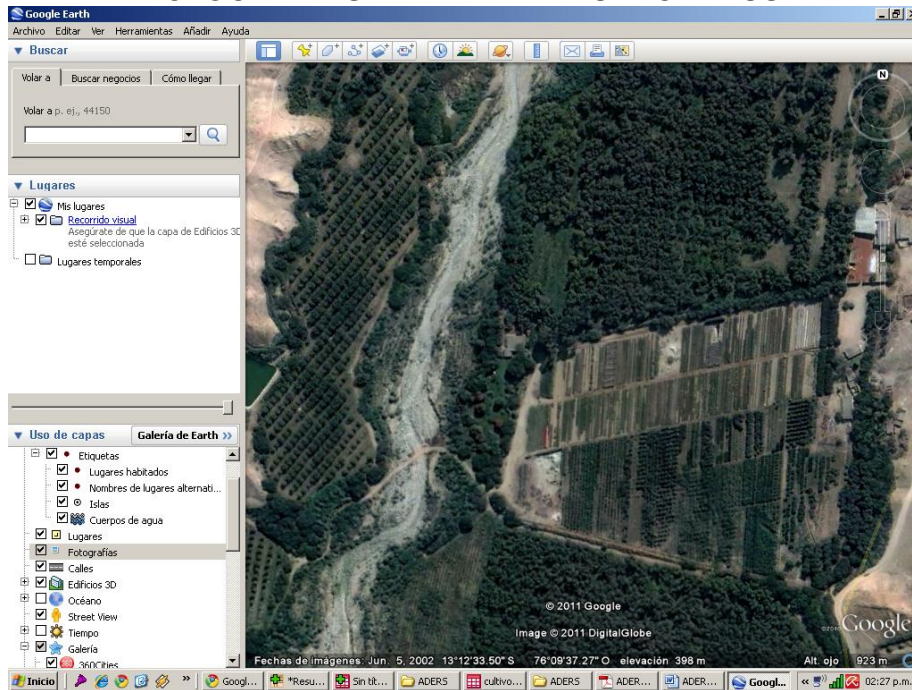 Google Earth
Archivo Editar Ver Herramientas Añadir Ayuda
Buscar
Volar a
Buscar negocios
Cómo llegar
Volar a p. ej., 44150
Lugares
Mis lugares
Recorrido visual
Asegúrate de que la capa de Edificios 3D
esté seleccionada
Lugares temporales
Uso de capas
Galería de Earth >>
Etiquetas
Lugares habitados
Nombres de lugares alternati...
Islas
Cuerpos de agua
Lugares
Fotografías
Calles
Edificios 3D
Océano
Street View
Tiempo
Galería
360Cities
N
© 2011 Google
Image © 2011 DigitalGlobe
Google
Fechas de imágenes: Jun. 5, 2002 13°12'33.50" S 76°09'37.27" O elevación 398 m Alt. ojo 923 m
Inicio
»
Googl...
*Resu...
Sin tít...
ADERS
cultivo...
ADERS
ADER...
ADER...
Googl...
«
02:27 p.m.